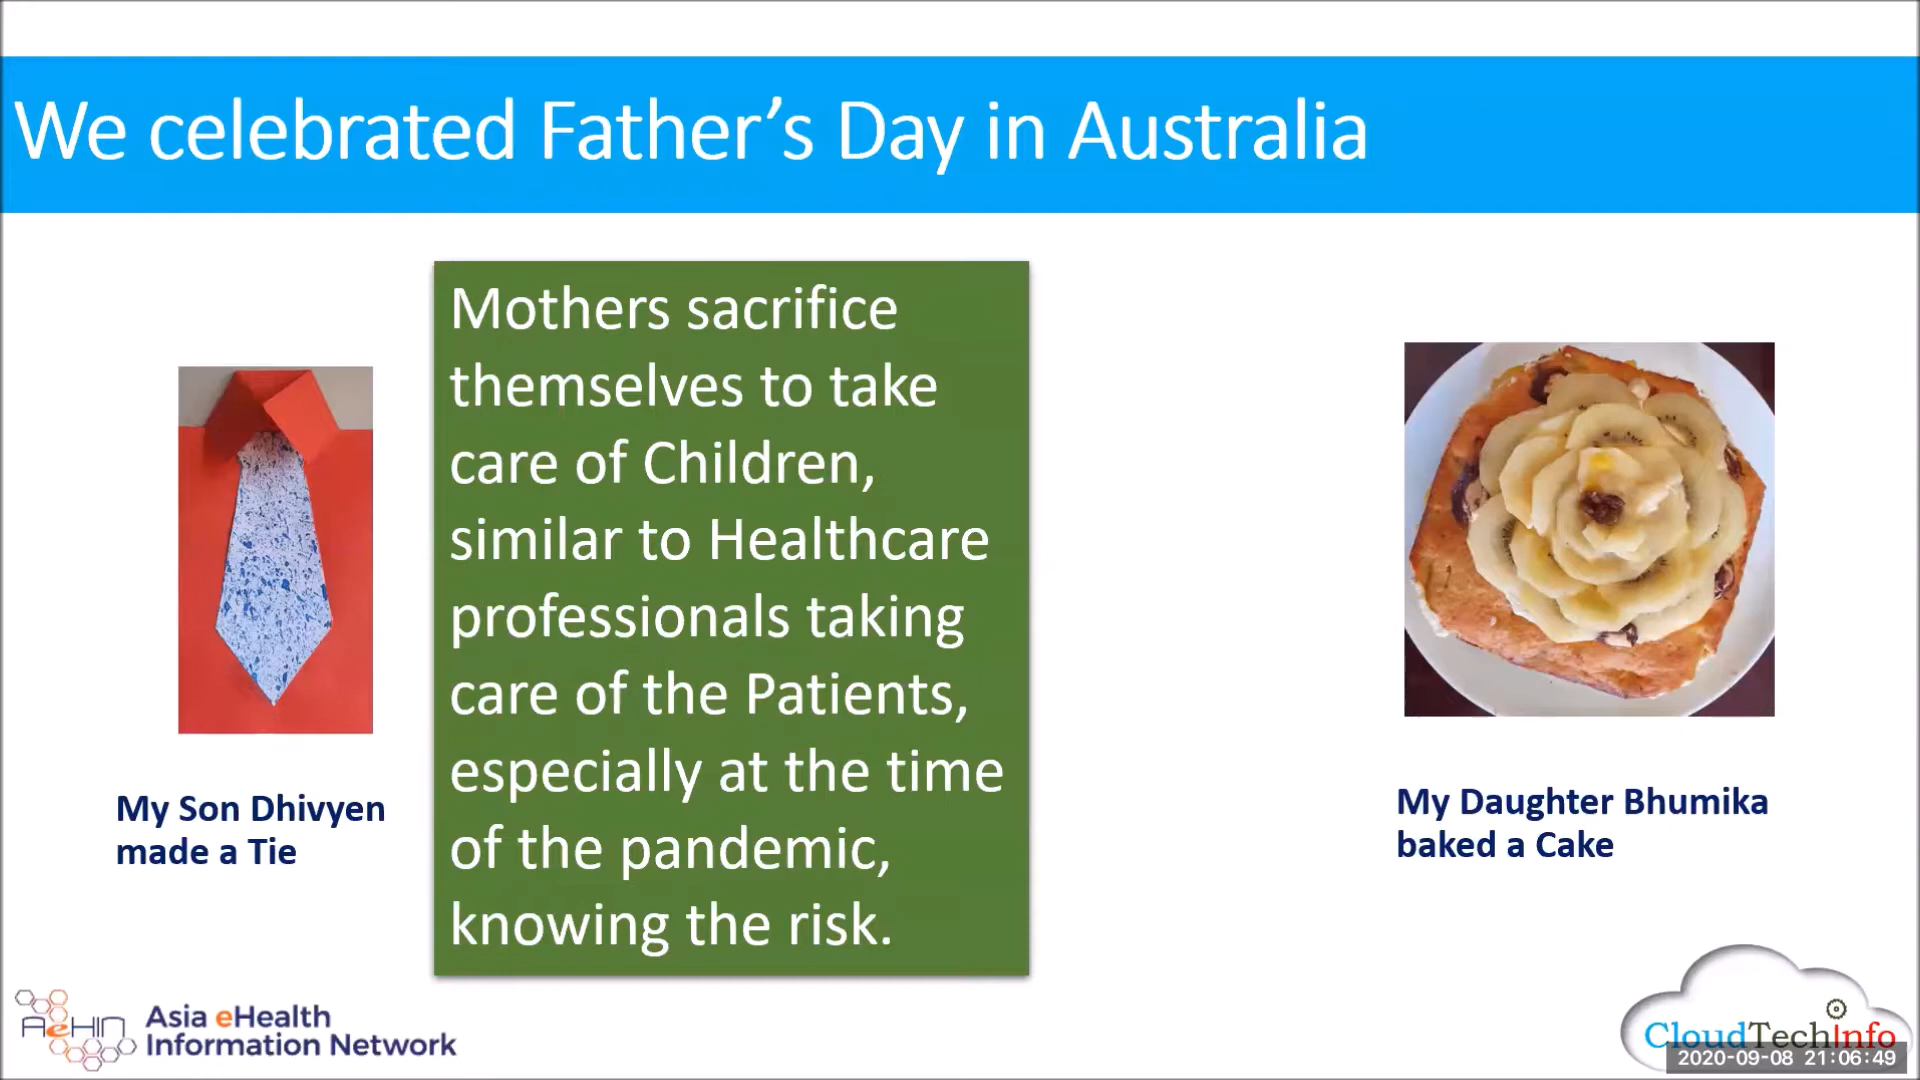 We celebrated Father’s Day in Australia
Mothers sacrifice
themselves to take
care of Children,
similar to Healthcare
professionals taking
care of the Patients,
especially at the time
of the pandemic,
knowing the risk.
My Son Dhivyen
made a Tie
My Daughter Bhumika
baked a Cake
AeHIN
Asia eHealth
Information Network
CloudTechInfo
2020-09-08 21:06:49